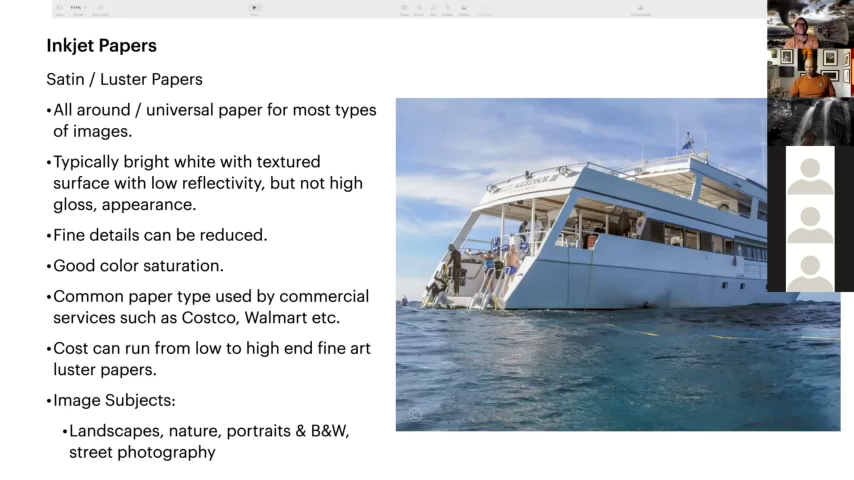 Inkjet Papers
Satin / Luster Papers
•All around / universal paper for most types
of images.
•Typically bright white with textured
surface with low reflectivity, but not high
gloss, appearance.
•Fine details can be reduced.
•Good color saturation.
•Common paper type used by commercial
services such as Costco, Walmart etc.
•Cost can run from low to high end fine art
luster papers.
•Image Subjects:
•Landscapes, nature, portraits & B&W,
street photography